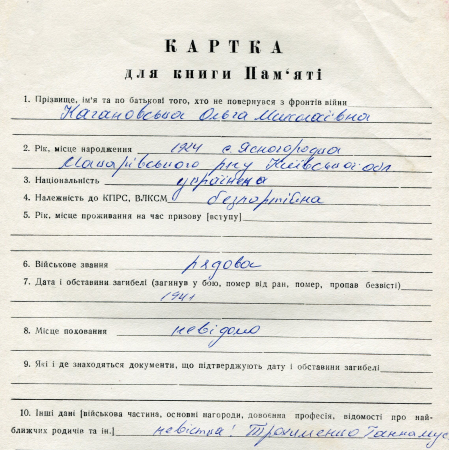 КАРТКА
для книги Пам‘яті
1. Прізвище, ім'я та по батькові того, хто не повернувся з фронтів війни
Кагановська Ольга Миколаївна
2. Рік, місце народження 1924 с Ясногородка
Макарівського р-ну Київської обл
3. Національність українка
4. Належність до КПРС, ВЛКСМ безпартійна
5. Рік, місце проживання на час призову [вступу]
6. Військове звання рядова
7. Дата і обставини загибелі (загинув у бою, помер від ран, помер, пропав безвісті)
1941
8. Місце поховання невідомо
9. Які і де знаходяться документи, що підтверджують дату і обставини загибелі
10. Інші дані [військова частина, основні нагороди, довоєнна професія, відомості про най-
ближчих родичів та ін.] невістка! Трохименко Ганна